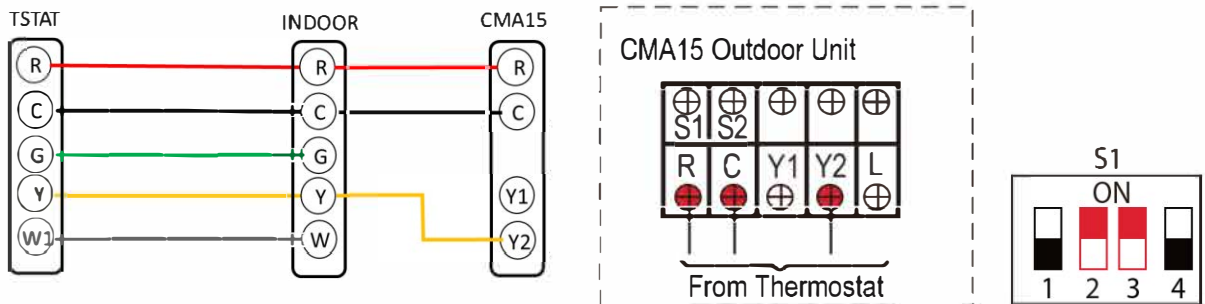 TSTAT
R
C
G
Y
W1
INDOOR
R
C
G
Y
W
CMA15
R
C
Y1
Y2
CMA15 Outdoor Unit
S1 S2
R C Y1 Y2 L
From Thermostat
S1
ON
1 2 3 4